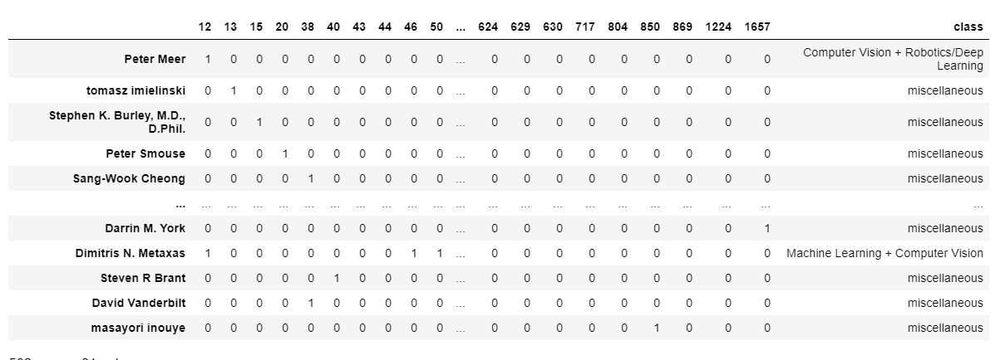 12 13 15 20 38 40 43 44 46 50 ... 624 629 630 717 804 850 869 1224 1657 class
Peter Meer 1 0 0 0 0 0 0 0 0 0 ... 0 0 0 0 0 0 0 0 0 Computer Vision + Robotics/Deep
Learning
tomasz imielinski 0 1 0 0 0 0 0 0 0 0 ... 0 0 0 0 0 0 0 0 0 miscellaneous
Stephen K. Burley, M.D.,
D.Phil. 0 0 1 0 0 0 0 0 0 0 ... 0 0 0 0 0 0 0 0 0 miscellaneous
Peter Smouse 0 0 0 1 0 0 0 0 0 0 ... 0 0 0 0 0 0 0 0 0 miscellaneous
Sang-Wook Cheong 0 0 0 0 1 0 0 0 0 0 ... 0 0 0 0 0 0 0 0 0 miscellaneous
... ... ... ... ... ... ... ... ... ... ... ... ... ... ... ... ... ... ... ... ... ...
Darrin M. York 0 0 0 0 0 0 0 0 0 0 ... 0 0 0 0 0 0 0 0 1 miscellaneous
Dimitris N. Metaxas 1 0 0 0 0 0 0 0 1 1 ... 0 0 0 0 0 0 0 0 0 Machine Learning + Computer Vision
Steven R Brant 0 0 0 0 0 1 0 0 0 0 ... 0 0 0 0 0 0 0 0 0 miscellaneous
David Vanderbilt 0 0 0 0 1 0 0 0 0 0 ... 0 0 0 0 0 0 0 0 0 miscellaneous
masayori inouye 0 0 0 0 0 0 0 0 0 0 ... 0 0 0 0 0 1 0 0 0 miscellaneous